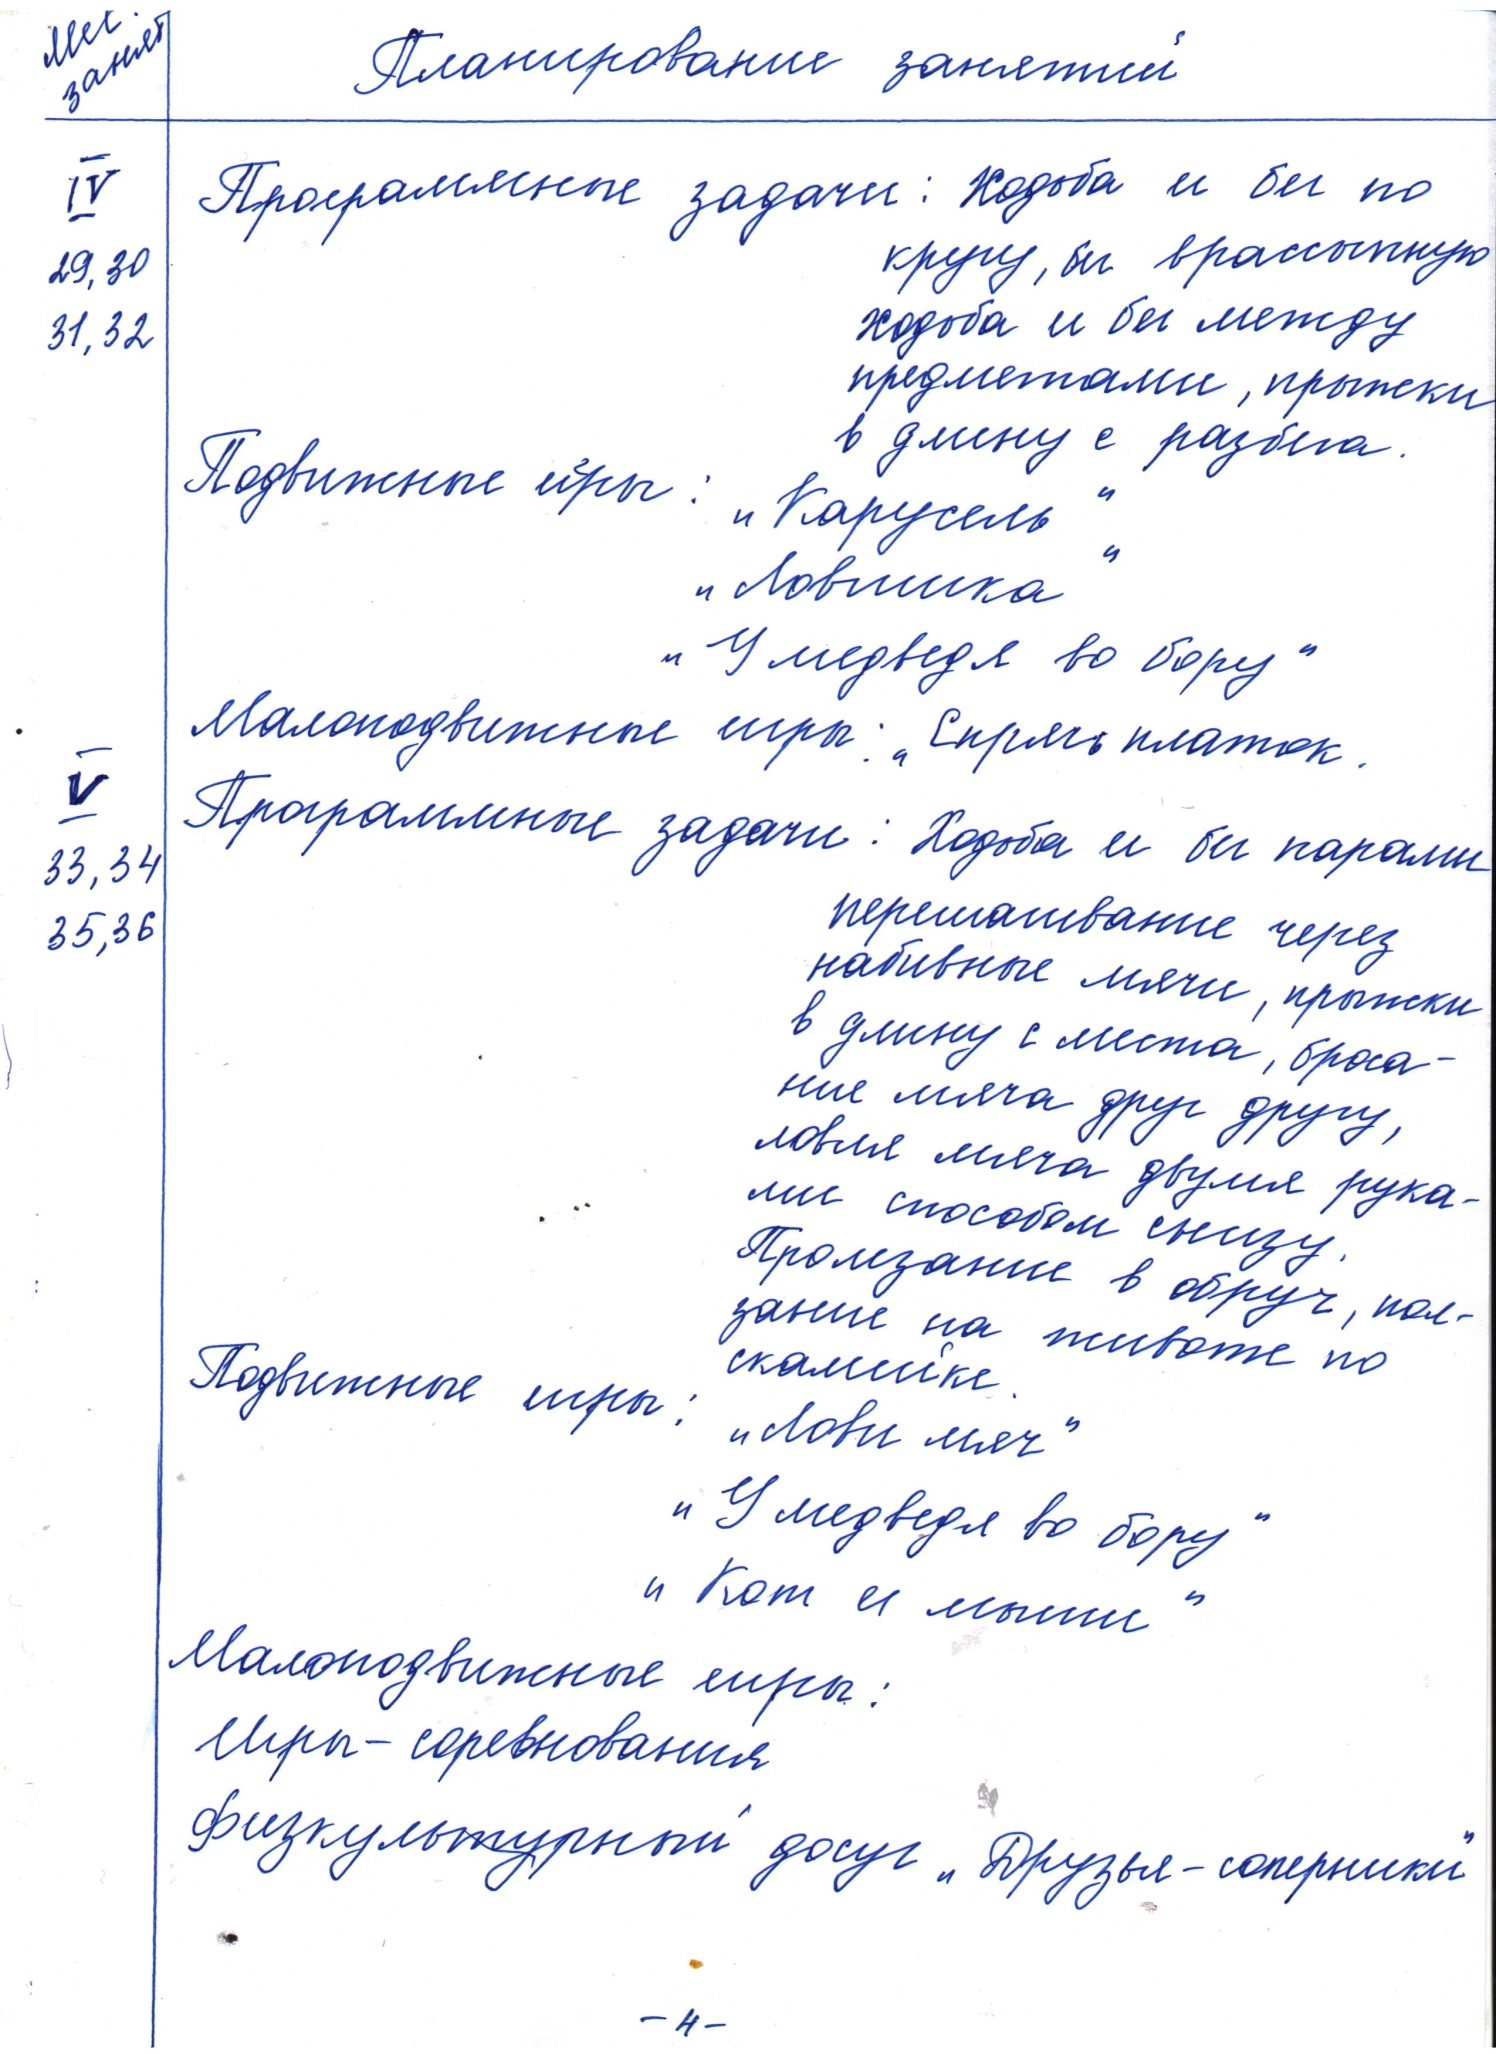 Мес.
занят
Планирование занятий
IV
29,30
31,32
Программные задачи: Ходьба и бег по
кругу, бег врассыпную
ходьба и бег между
предметами, прыжки
в длину с разбега.
Подвижные игры: „Карусель"
„Ловишка"
„У медведя во бору"
Малоподвижные игры: „Спрячь платок.
V
33,34
35,36
Программные задачи: Ходьба и бег парами
перешагивание через
набивные мячи, прыжки
в длину с места, броса-
ние мяча друг другу,
ловля мяча двумя рука-
ми способом снизу.
Пролезание в обруч, пол-
зание на животе по
скамейке.
Подвижные игры: „Лови мяч"
„У медведя во бору"
„Кот и мыши"
Малоподвижные игры:
Игры-соревнования
Физкультурный досуг „Друзья-соперники"
-4-